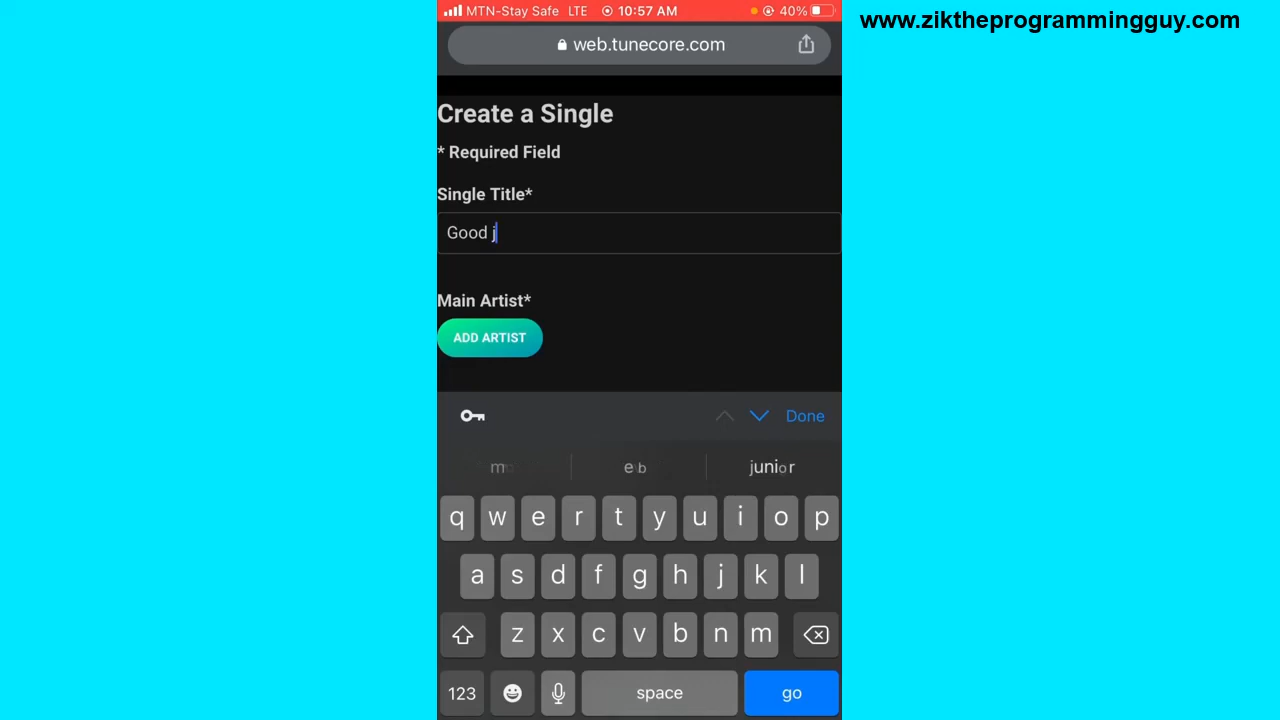 MTN-Stay Safe LTE 10:57 AM 40%
www.ziktheprogrammingguy.com
web.tunecore.com
Create a Single
* Required Field
Single Title*
Good j
Main Artist*
ADD ARTIST
Done
junior
q w e r t y u i o p
a s d f g h j k l
z x c v b n m
123 space go